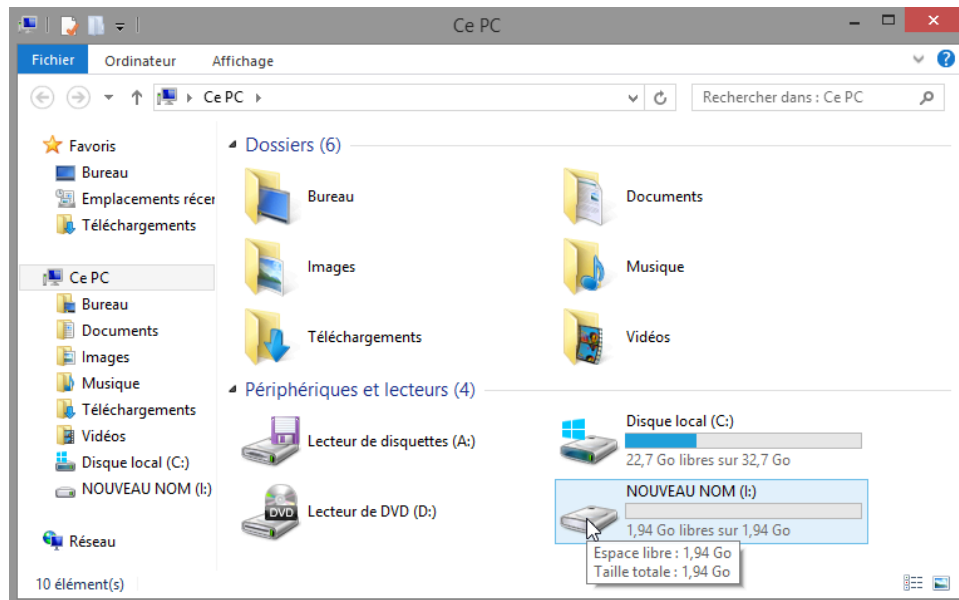 Ce PC
Fichier Ordinateur Affichage
Ce PC
Rechercher dans : Ce PC
Favoris
Bureau
Emplacements récer
Téléchargements
Ce PC
Bureau
Documents
Images
Musique
Téléchargements
Vidéos
Disque local (C:)
NOUVEAU NOM (I:)
Réseau
Dossiers (6)
Bureau
Documents
Images
Musique
Téléchargements
Vidéos
Périphériques et lecteurs (4)
Lecteur de disquettes (A:)
Disque local (C:)
22,7 Go libres sur 32,7 Go
DVD
Lecteur de DVD (D:)
NOUVEAU NOM (I:)
1,94 Go libres sur 1,94 Go
Espace libre : 1,94 Go
Taille totale : 1,94 Go
10 élément(s)